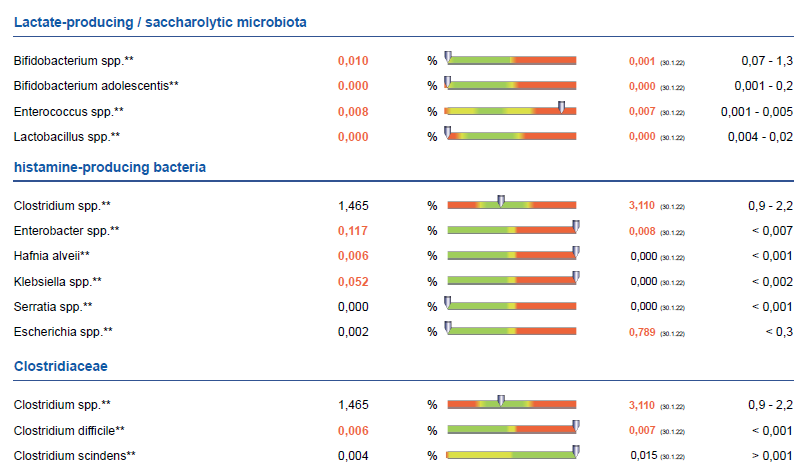 Lactate-producing / saccharolytic microbiota
Bifidobacterium spp.** 0,010 % 0,001 (30.1.22) 0,07 - 1,3
Bifidobacterium adolescentis** 0.000 % 0,000 (30.1.22) 0,001 - 0,2
Enterococcus spp.** 0,008 % 0,007 (30.1.22) 0,001 - 0,005
Lactobacillus spp.** 0,000 % 0,000 (30.1.22) 0,004 - 0,02
histamine-producing bacteria
Clostridium spp.** 1,465 % 3,110 (30.1.22) 0,9 - 2,2
Enterobacter spp.** 0,117 % 0,008 (30.1.22) < 0,007
Hafnia alveii** 0,006 % 0,000 (30.1.22) < 0,001
Klebsiella spp.** 0,052 % 0,000 (30.1.22) < 0,002
Serratia spp.** 0,000 % 0,000 (30.1.22) < 0,001
Escherichia spp.** 0,002 % 0,789 (30.1.22) < 0,3
Clostridiaceae
Clostridium spp.** 1,465 % 3,110 (30.1.22) 0,9 - 2,2
Clostridium difficile** 0,006 % 0,007 (30.1.22) < 0,001
Clostridium scindens** 0,004 % 0,015 (30.1.22) > 0,001